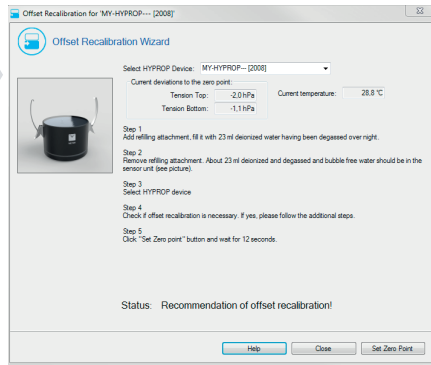 Offset Recalibration for 'MY-HYPROP--- [2008]'
Offset Recalibration Wizard
Select HYPROP Device: MY-HYPROP--- [2008]
Current deviations to the zero point:
Tension Top: -2,0 hPa Current temperature: 28,8 °C
Tension Bottom: -1,1 hPa
Step 1
Add refilling attachment, fill it with 23 ml deionized water having been degassed over night.
Step 2
Remove refilling attachment. About 23 ml deionized and degassed and bubble free water should be in the
sensor unit (see picture).
Step 3
Select HYPROP device
Step 4
Check if offset recalibration is necessary. If yes, please follow the additional steps.
Step 5
Click "Set Zero point" button and wait for 12 seconds.
Status: Recommendation of offset recalibration!
Help Close Set Zero Point